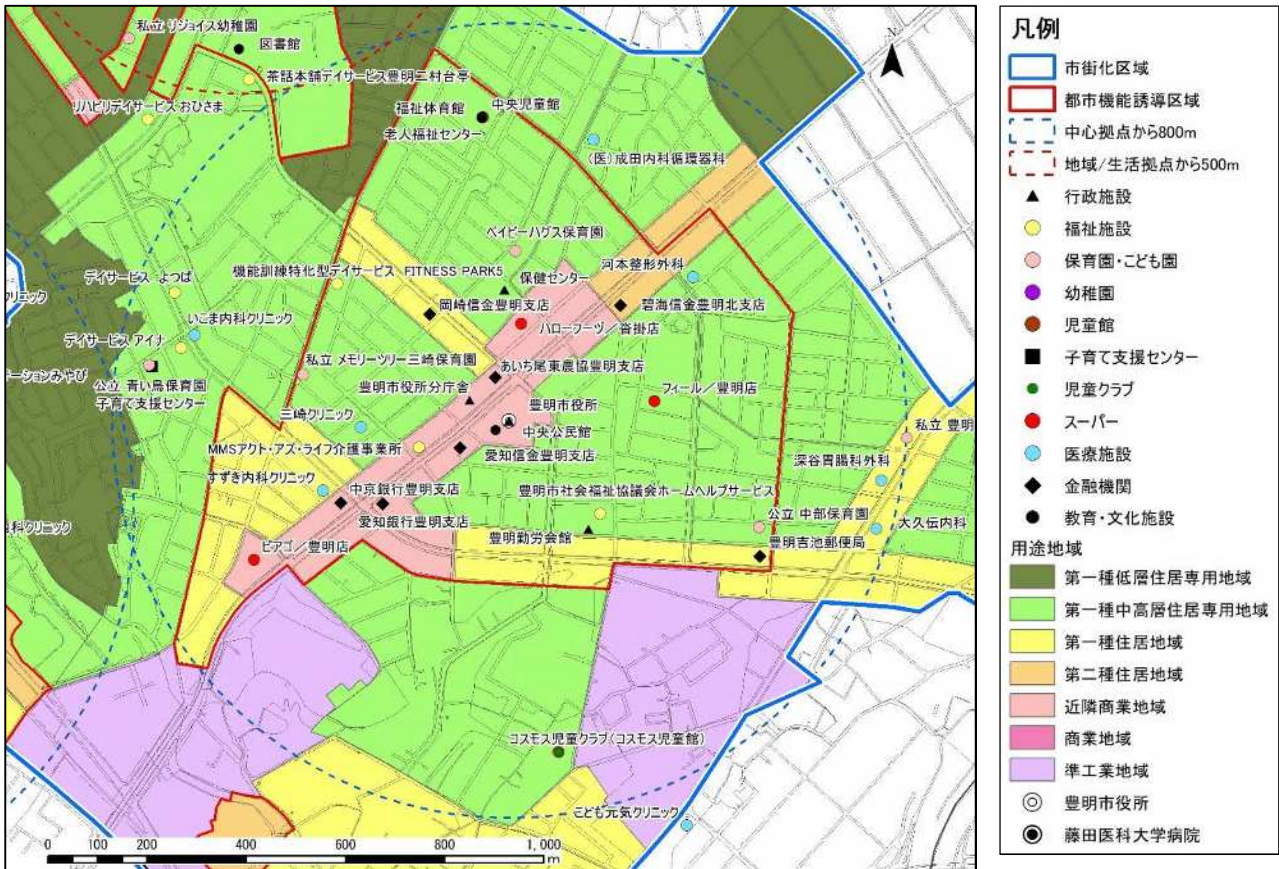 私立 リジョイス幼稚園
図書館
茶話本舗デイサービス豊明二村台亭
リハビリデイサービス おひさま
福祉体育館
中央児童館
老人福祉センター
(医)成田内科循環器科
N
ベイビーハウス保育園
機能訓練特化型デイサービス FITNESS PARK5
保健センター
河本整形外科
デイサービス よつば
クリニック
岡崎信金豊明支店
碧海信金豊明北支店
いこま内科クリニック
ハローフーヅ/沓掛店
デイサービス アイナ
私立 メモリーツリー三崎保育園
あいち尾東農協豊明支店
ーションみやび
公立 青い鳥保育園
子育て支援センター
豊明市役所分庁舎
フィール/豊明店
豊明市役所
三崎クリニック
中央公民館
私立 豊明
MMSアクト・アズ・ライフ介護事業所
愛知信金豊明支店
深谷胃腸科外科
すずき内科クリニック
中京銀行豊明支店
豊明市社会福祉協議会ホームヘルプサービス
愛知銀行豊明支店
公立 中部保育園
大久伝内科
科クリニック
豊明勤労会館
豊明吉池郵便局
ピアゴ/豊明店
コスモス児童クラブ(コスモス児童館)
こども元気クリニック
0 100 200 400 600 800 1,000
m
凡例
市街化区域
都市機能誘導区域
中心拠点から800m
地域/生活拠点から500m
行政施設
福祉施設
保育園・こども園
幼稚園
児童館
子育て支援センター
児童クラブ
スーパー
医療施設
金融機関
教育・文化施設
用途地域
第一種低層住居専用地域
第一種中高層住居専用地域
第一種住居地域
第二種住居地域
近隣商業地域
商業地域
準工業地域
豊明市役所
藤田医科大学病院